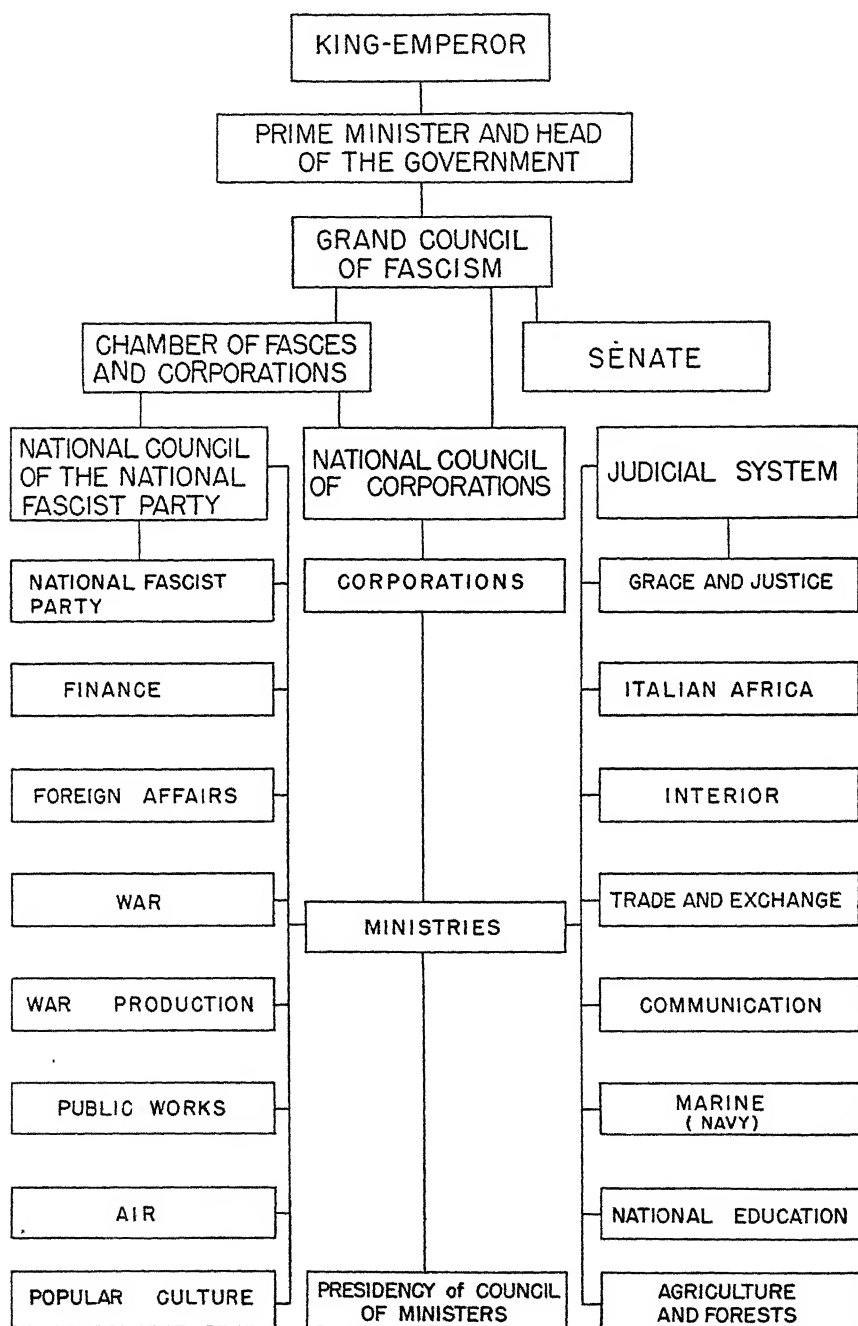 KING-EMPEROR
PRIME MINISTER AND HEAD
OF THE GOVERNMENT
GRAND COUNCIL
OF FASCISM
CHAMBER OF FASCES
AND CORPORATIONS
SĖNATE
NATIONAL COUNCIL
OF THE NATIONAL
FASCIST PARTY
NATIONAL COUNCIL
OF CORPORATIONS
JUDICIAL SYSTEM
NATIONAL FASCIST
PARTY
CORPORATIONS
GRACE AND JUSTICE
FINANCE
ITALIAN AFRICA
FOREIGN AFFAIRS
INTERIOR
WAR
MINISTRIES
TRADE AND EXCHANGE
WAR PRODUCTION
COMMUNICATION
PUBLIC WORKS
MARINE
( NAVY)
AIR
NATIONAL EDUCATION
POPULAR CULTURE
PRESIDENCY of COUNCIL
OF MINISTERS
AGRICULTURE
AND FORESTS